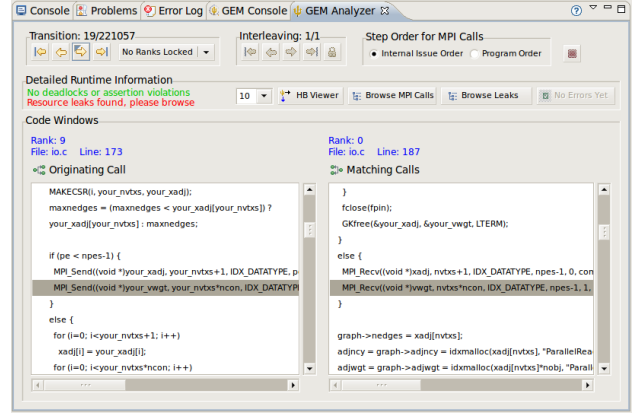 Console Problems Error Log GEM Console GEM Analyzer
Transition: 19/221057 Interleaving: 1/1 Step Order for MPI Calls
No Ranks Locked Internal Issue Order Program Order
Detailed Runtime Information
No deadlocks or assertion violations
Resource leaks found, please browse
10 HB Viewer Browse MPI Calls Browse Leaks No Errors Yet
Code Windows
Rank: 9
File: io.c Line: 173
Originating Call
MAKECSR(i, your_nvtxs, your_xadj);
maxnedges = (maxnedges < your_xadj[your_nvtxs]) ?
your_xadj[your_nvtxs] : maxnedges;
if (pe < npes-1) {
MPI_Send((void *)your_xadj, your_nvtxs+1, IDX_DATATYPE, p
MPI_Send((void *)your_vwgt, your_nvtxs*ncon, IDX_DATATYP
}
else {
for (i=0; i<your_nvtxs+1; i++)
xadj[i] = your_xadj[i];
for (i=0; i<your_nvtxs*ncon; i++)
Rank: 0
File: io.c Line: 187
Matching Calls
}
fclose(fpin);
GKfree(&your_xadj, &your_vwgt, LTERM);
}
else {
MPI_Recv((void *)xadj, nvtxs+1, IDX_DATATYPE, npes-1, 0, con
MPI_Recv((void *)vwgt, nvtxs*ncon, IDX_DATATYPE, npes-1, 1,
}
graph->nedges = xadj[nvtxs];
adjncy = graph->adjncy = idxmalloc(xadj[nvtxs], "ParallelRea
adjwgt = graph->adjwgt = idxmalloc(xadj[nvtxs]*nobj, "Parall